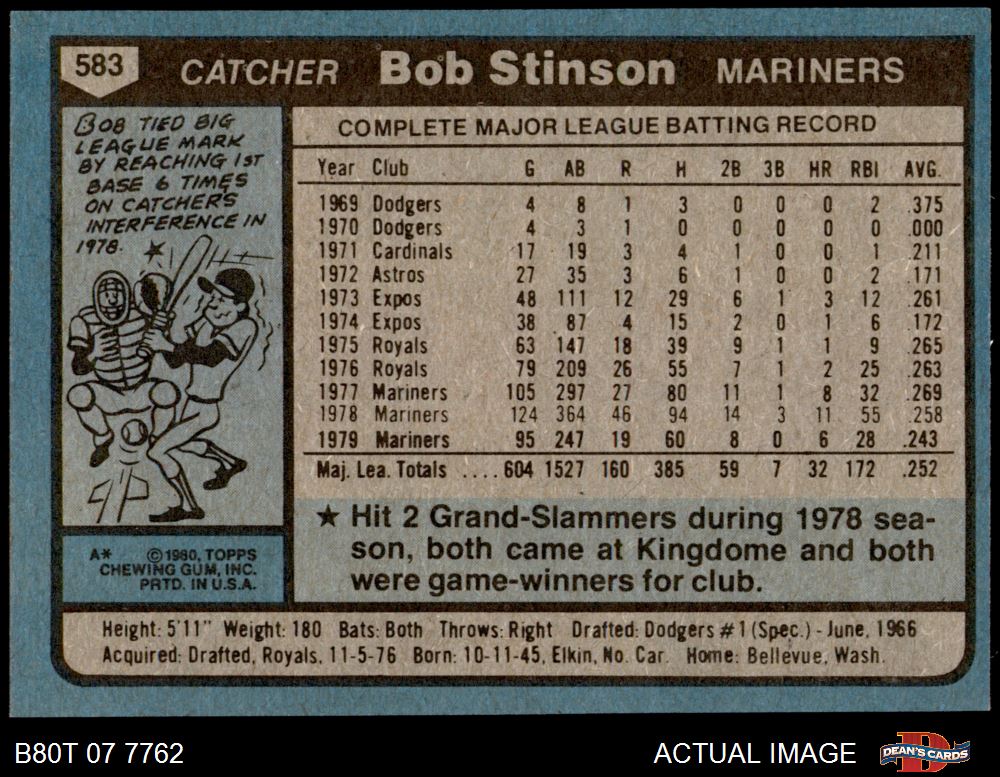 583 CATCHER Bob Stinson MARINERS
BOB TIED BIG
LEAGUE MARK
BY REACHING 1ST
BASE 6 TIMES
ON CATCHER'S
INTERFERENCE IN
1978.
COMPLETE MAJOR LEAGUE BATTING RECORD
Year Club G AB R H 2B 3B HR RBI AVG.
1969 Dodgers 4 8 1 3 0 0 0 2 .375
1970 Dodgers 4 3 1 0 0 0 0 0 .000
1971 Cardinals 17 19 3 4 1 0 0 1 .211
1972 Astros 27 35 3 6 1 0 0 2 .171
1973 Expos 48 111 12 29 6 1 3 12 .261
1974 Expos 38 87 4 15 2 0 1 6 .172
1975 Royals 63 147 18 39 9 1 1 9 .265
1976 Royals 79 209 26 55 7 1 2 25 .263
1977 Mariners 105 297 27 80 11 1 8 32 .269
1978 Mariners 124 364 46 94 14 3 11 55 .258
1979 Mariners 95 247 19 60 8 0 6 28 .243
Maj. Lea. Totals .... 604 1527 160 385 59 7 32 172 .252
★ Hit 2 Grand-Slammers during 1978 sea-
son, both came at Kingdome and both
were game-winners for club.
A* © 1980, TOPPS
CHEWING GUM, INC.
PRTD. IN U.S.A.
Height: 5'11" Weight: 180 Bats: Both Throws: Right Drafted: Dodgers #1 (Spec.) - June, 1966
Acquired: Drafted, Royals, 11-5-76 Born: 10-11-45, Elkin, No. Car. Home: Bellevue, Wash.
B80T 07 7762 ACTUAL IMAGE DEAN'S CARDS